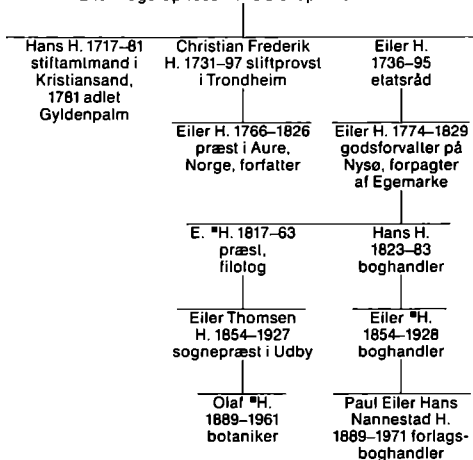 Hans H. 1717–81
stiftamtmand i
Kristiansand,
1781 adlet
Gyldenpalm
Christian Frederik
H. 1731–97 sliftprovst
i Trondheim
Eiler H.
1736–95
etatsråd
Eiler H. 1766–1826
præst i Aure,
Norge, forfatter
Eiler H. 1774–1829
godsforvalter på
Nysø, forpagter
af Egemarke
E. *H. 1817–63
præst,
filolog
Hans H.
1823–83
boghandler
Eiler Thomsen
H. 1854–1927
sognepræst i Udby
Eiler *H.
1854–1928
boghandler
Olaf *H.
1889–1961
botaniker
Paul Eiler Hans
Nannestad H.
1889–1971 forlags-
boghandler